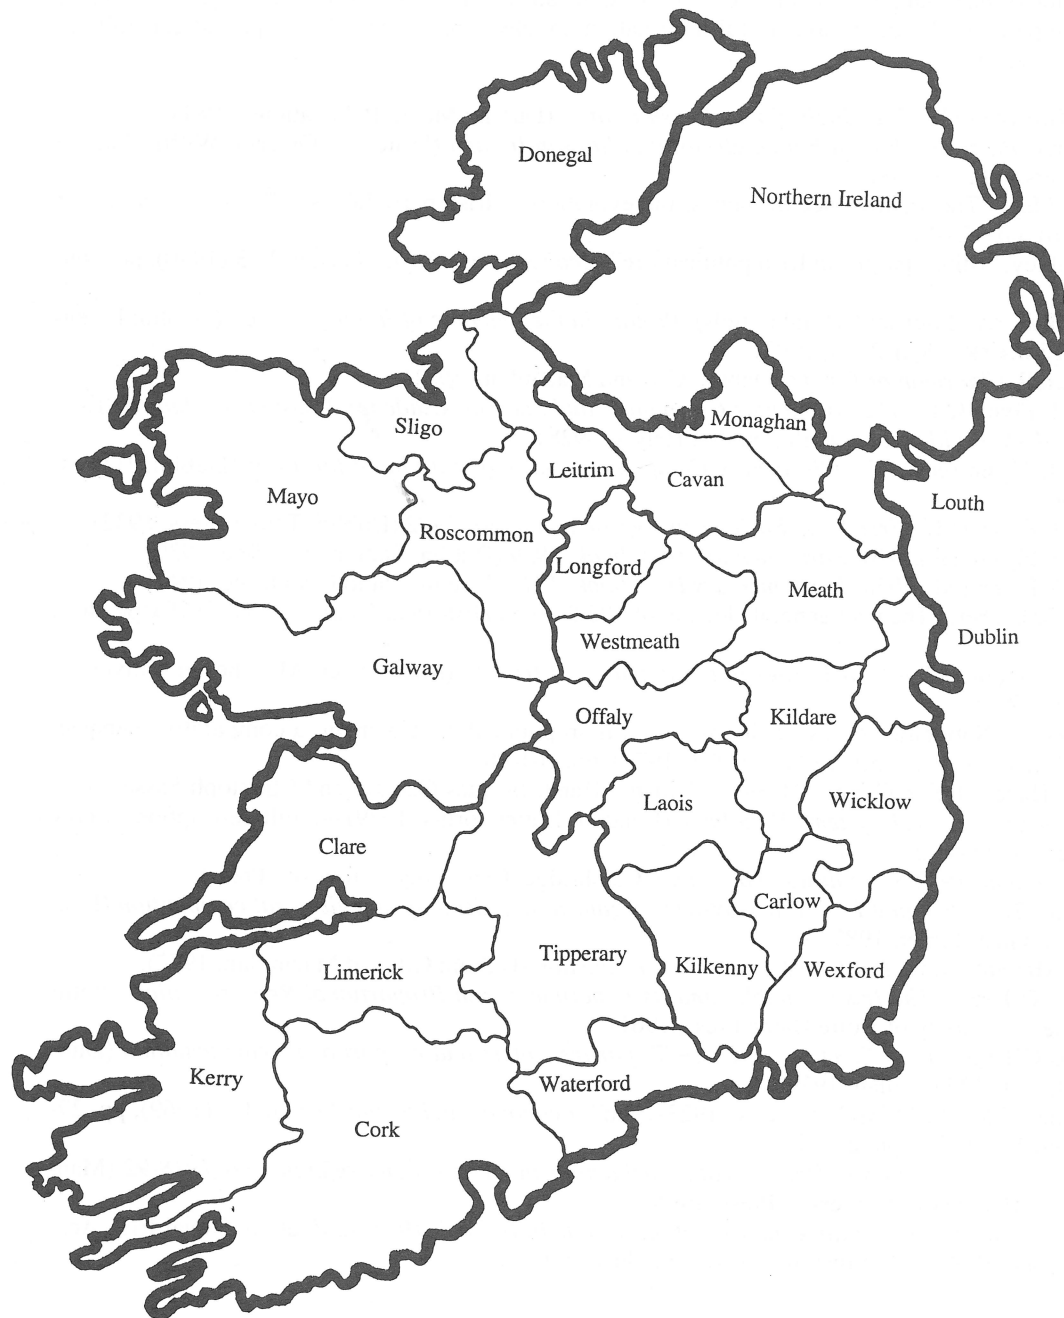 Donegal
Northern Ireland
Monaghan
Sligo
Leitrim
Cavan
Mayo
Louth
Roscommon
Longford
Meath
Westmeath
Dublin
Galway
Offaly
Kildare
Laois
Wicklow
Clare
Carlow
Tipperary
Kilkenny
Wexford
Limerick
Kerry
Waterford
Cork